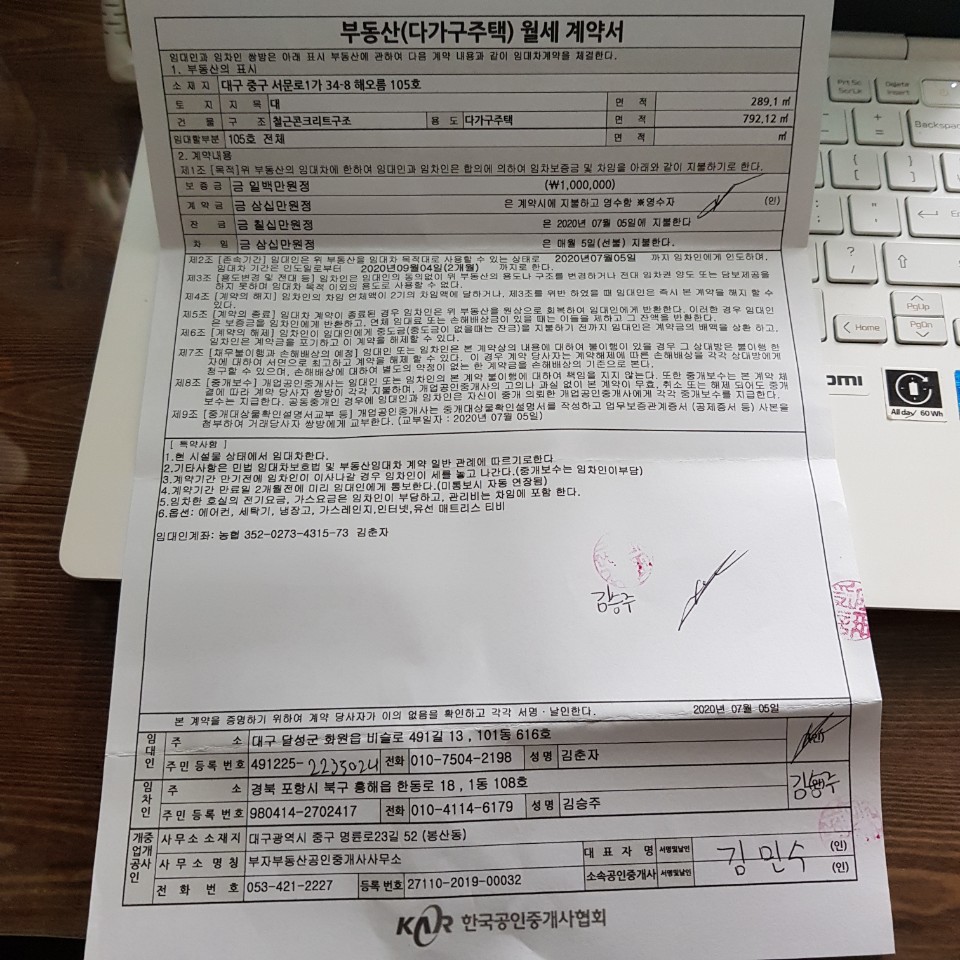 부동산(다가구주택) 월세 계약서
임대인과 임차인 쌍방은 아래 표시 부동산에 관하여 다음 계약 내용과 같이 임대차계약을 체결한다.
1. 부동산의 표시
소 재 지 대구 중구 서문로1가 34-8 해오름 105호
토 지 지 목 대 면 적 289,1 ㎡
건 물 구 조 철근콘크리트구조 용 도 다가구주택 면 적 792,12 ㎡
임대할부분 105호 전체 면 적 ㎡
2. 계약내용
제1조 [목적]위 부동산의 임대차에 한하여 임대인과 임차인은 합의에 의하여 임차보증금 및 차임을 아래와 같이 지불하기로 한다.
보 증 금 금 일백만원정 (₩1,000,000)
계 약 금 금 삼십만원정 은 계약시에 지불하고 영수함 ※영수자 (인)
잔 금 금 칠십만원정 은 2020년 07월 05일에 지불한다
차 임 금 삼십만원정 은 매월 5일(선불) 지불한다.
제2조 [존속기간] 임대인은 위 부동산을 임대차 목적대로 사용할 수 있는 상태로 2020년07월05일 까지 임차인에게 인도하며,
임대차 기간은 인도일로부터 2020년09월04일(2개월) 까지로 한다.
제3조 [용도변경 및 전대 등] 임차인은 임대인의 동의없이 위 부동산의 용도나 구조를 변경하거나 전대 임차권 양도 또는 담보제공을
하지 못하며 임대차 목적 이외의 용도로 사용할 수 없다.
제4조 [계약의 해지] 임차인의 차임 연체액이 2기의 차임액에 달하거나, 제3조를 위반 하였을 때 임대인은 즉시 본 계약을 해지 할 수
있다.
제5조 [계약의 종료] 임대차 계약이 종료된 경우 임차인은 위 부동산을 원상으로 회복하여 임대인에게 반환한다. 이러한 경우 임대인
은 보증금을 임차인에게 반환하고, 연체 임대료 또는 손해배상금이 있을 때는 이들을 제하고 그 잔액을 반환한다.
제6조 [계약의 해제] 임차인이 임대인에게 중도금(중도금이 없을때는 잔금)을 지불하기 전까지 임대인은 계약금의 배액을 상환 하고,
임차인은 계약금을 포기하고 이 계약을 해제할 수 있다.
제7조 [채무불이행과 손해배상의 예정] 임대인 또는 임차인은 본 계약상의 내용에 대하여 불이행이 있을 경우 그 상대방은 불이행 한
자에 대하여 서면으로 최고하고 계약을 해제 할 수 있다. 이 경우 계약 당사자는 계약해제에 따른 손해배상을 각각 상대방에게
청구할 수 있으며, 손해배상에 대하여 별도의 약정이 없는 한 계약금을 손해배상의 기준으로 본다.
제8조 [중개보수] 개업공인중개사는 임대인 또는 임차인의 본 계약 불이행에 대하여 책임을 지지 않는다. 또한 중개보수는 본 계약 체
결에 따라 계약 당사자 쌍방이 각각 지불하며, 개업공인중개사의 고의나 과실 없이 본 계약이 무효, 취소 또는 해제 되어도 중개
보수는 지급한다. 공동중개인 경우에 임대인과 임차인은 자신이 중개 의뢰한 개업공인중개사에게 각각 중개보수를 지급한다.
제9조 [중개대상물확인설명서교부 등] 개업공인중개사는 중개대상물확인설명서를 작성하고 업무보증관계증서 (공제증서 등) 사본을
첨부하여 거래당사자 쌍방에게 교부한다. (교부일자 : 2020년 07월 05일)
[ 특약사항 ]
1.현 시설물 상태에서 임대차한다.
2.기타사항은 민법 임대차보호법 및 부동산임대차 계약 일반 관례에 따르기로한다
3.계약기간 만기전에 임차인이 이사나갈 경우 임차인이 세를 놓고 나간다.(중개보수는 임차인이부담)
4.계약기간 만료일 2개월전에 미리 임대인에게 통보한다.(미통보시 자동 연장됨)
5.임차한 호실의 전기요금, 가스요금은 임차인이 부담하고, 관리비는 차임에 포함 한다.
6.옵션: 에어컨, 세탁기, 냉장고, 가스레인지,인터넷,유선 매트리스 티비
임대인계좌: 농협 352-0273-4315-73 김춘자
김승주
본 계약을 증명하기 위하여 계약 당사자가 이의 없음을 확인하고 각각 서명·날인한다. 2020년 07월 05일
임대인 주 소 대구 달성군 화원읍 비슬로 491길 13 , 101동 616호 (인)
주민 등록 번호 491225-2235024 전화 010-7504-2198 성 명 김춘자
임차인 주 소 경북 포항시 북구 흥해읍 한동로 18 , 1동 108호 김승주
주민 등록 번호 980414-2702417 전화 010-4114-6179 성 명 김승주
개업공인중개사 사무소 소재지 대구광역시 중구 명륜로23길 52 (봉산동)
사 무 소 명 칭 부자부동산공인중개사사무소 대 표 자 명 서명및날인 김민수 (인)
전 화 번 호 053-421-2227 등록 번호 27110-2019-00032 소속공인중개사 서명및날인 (인)
KAR 한국공인중개사협회
Prt Sc
ScrLk
Delete
Insert
Backspace
Enter
PgUp
Home
PgDn
All day 60 Wh